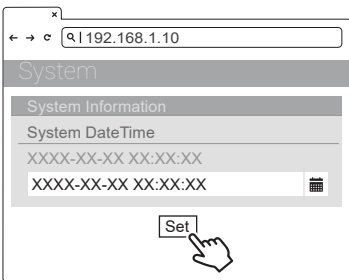 192.168.1.10
System
System Information
System DateTime
XXXX-XX-XX XX:XX:XX
XXXX-XX-XX XX:XX:XX
Set